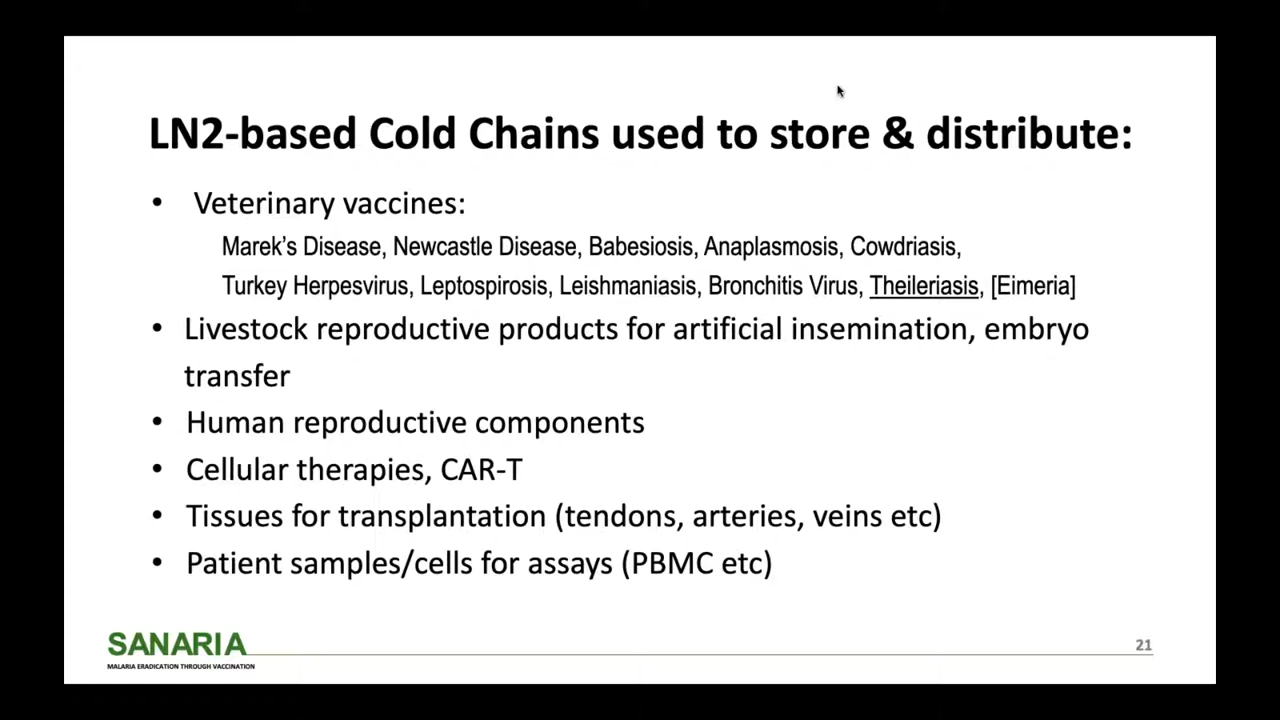 LN2-based Cold Chains used to store & distribute:
• Veterinary vaccines:
Marek's Disease, Newcastle Disease, Babesiosis, Anaplasmosis, Cowdriasis,
Turkey Herpesvirus, Leptospirosis, Leishmaniasis, Bronchitis Virus, Theileriasis, [Eimeria]
• Livestock reproductive products for artificial insemination, embryo
transfer
• Human reproductive components
• Cellular therapies, CAR-T
• Tissues for transplantation (tendons, arteries, veins etc)
• Patient samples/cells for assays (PBMC etc)
SANARIA
MALARIA ERADICATION THROUGH VACCINATION
21